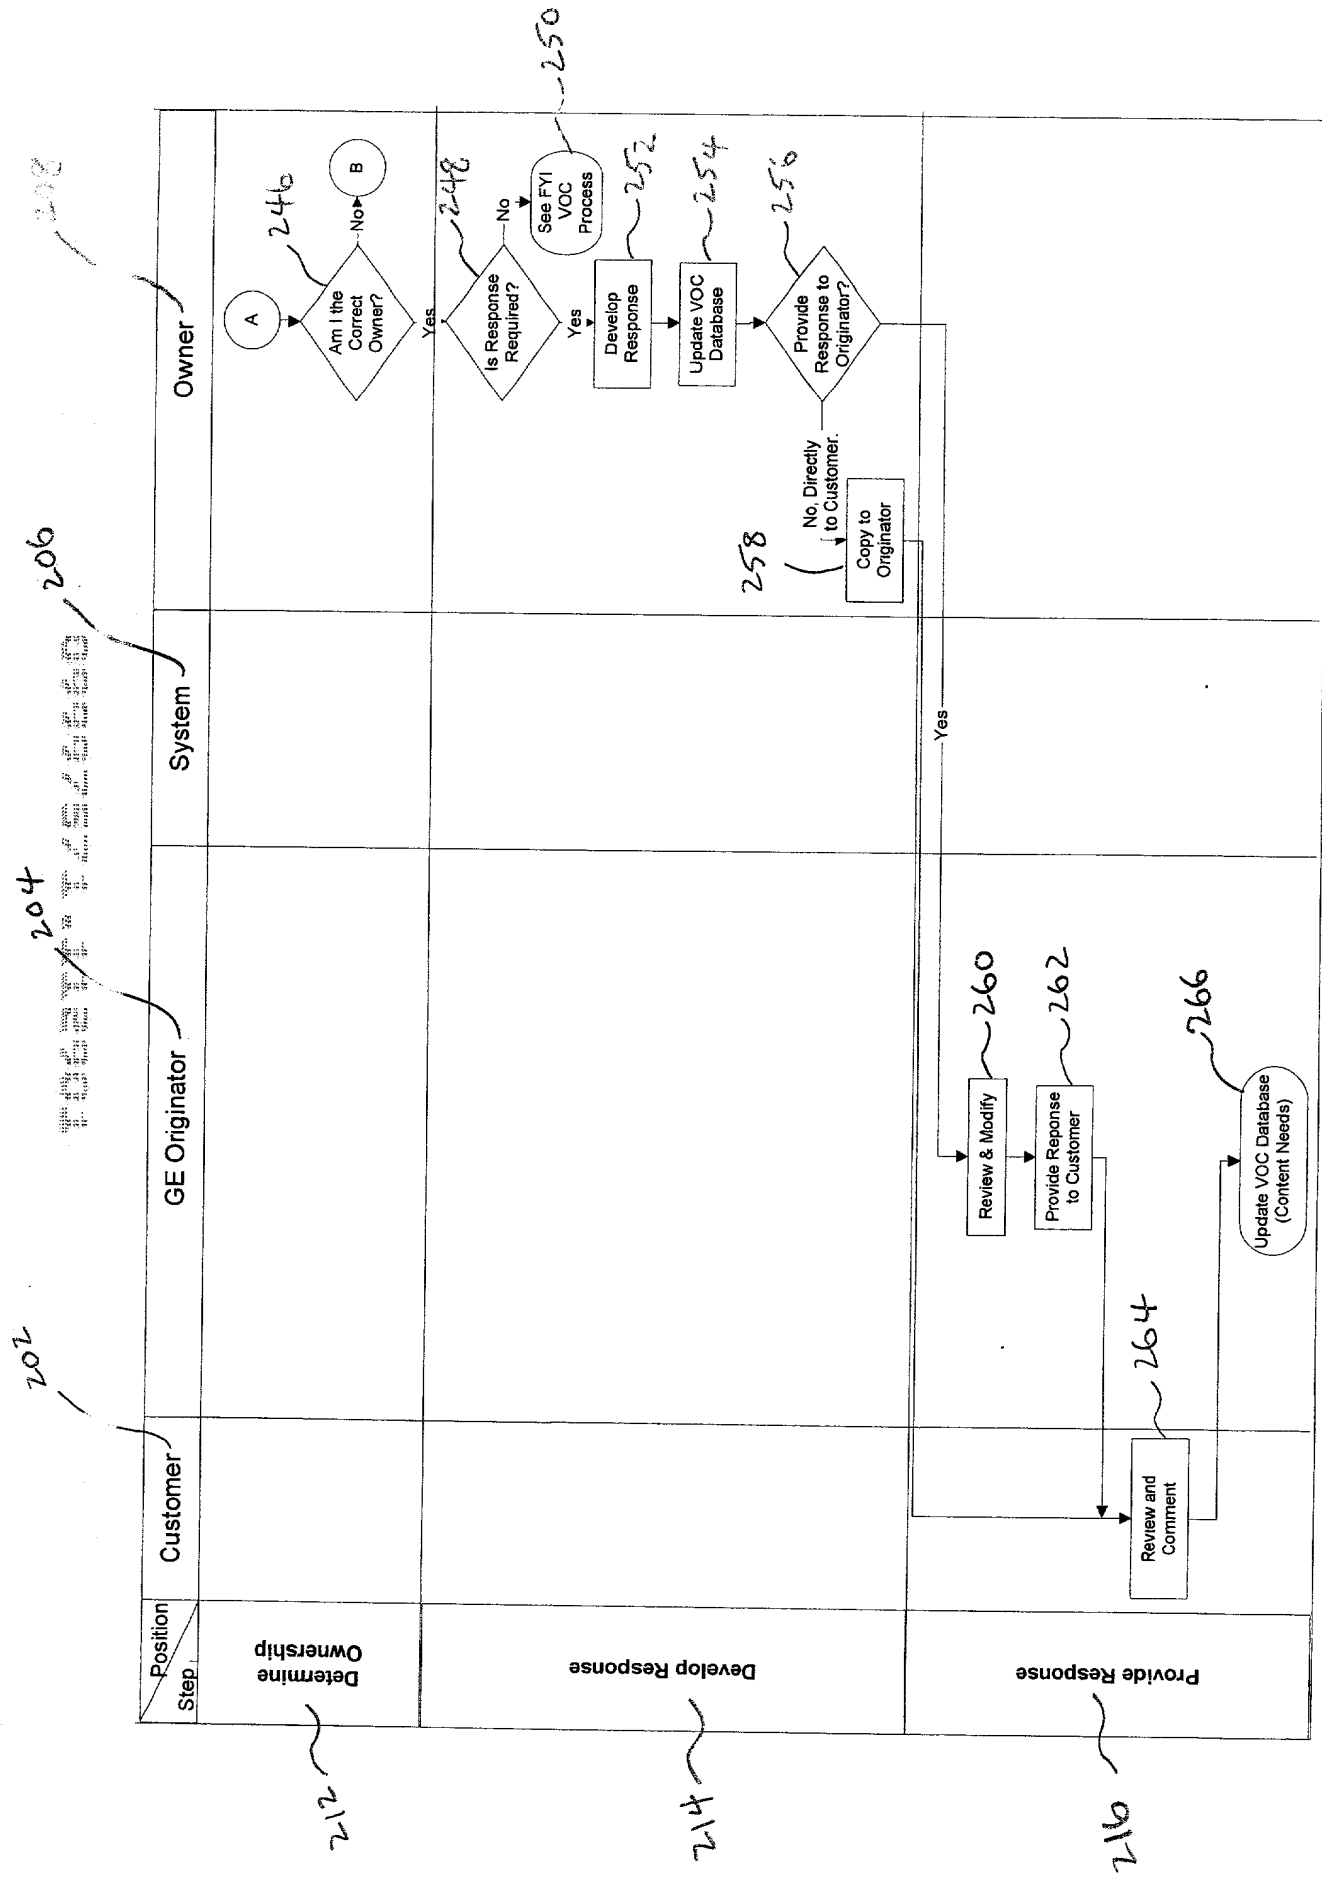 202
204
206
208
Position
Step
Customer
GE Originator
System
Owner
212
Determine
Ownership
A
246
Am I the
Correct
Owner?
No
B
Yes
214
Develop Response
248
Is Response
Required?
No
250
See FYI
VOC
Process
Yes
252
Develop
Response
254
Update VOC
Database
256
Provide
Response to
Originator?
No, Directly
to Customer.
258
Copy to
Originator
Yes
216
Provide Response
260
Review & Modify
262
Provide Reponse
to Customer
264
Review and
Comment
266
Update VOC Database
(Content Needs)